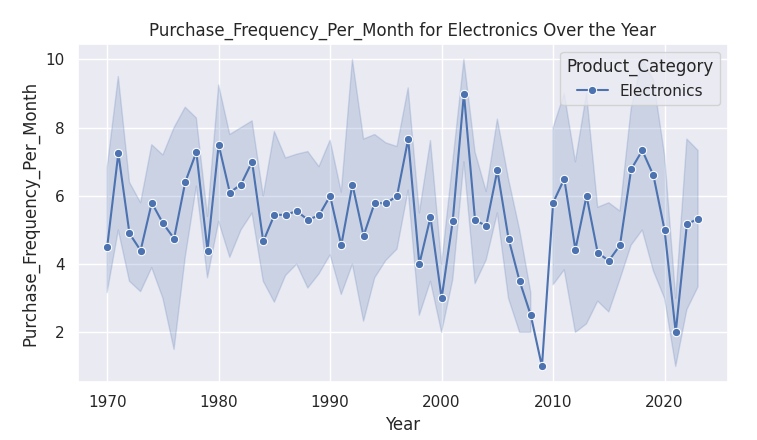 Purchase_Frequency_Per_Month for Electronics Over the Year
Product_Category
Electronics
Purchase_Frequency_Per_Month
10
8
6
4
2
1970 1980 1990 2000 2010 2020
Year